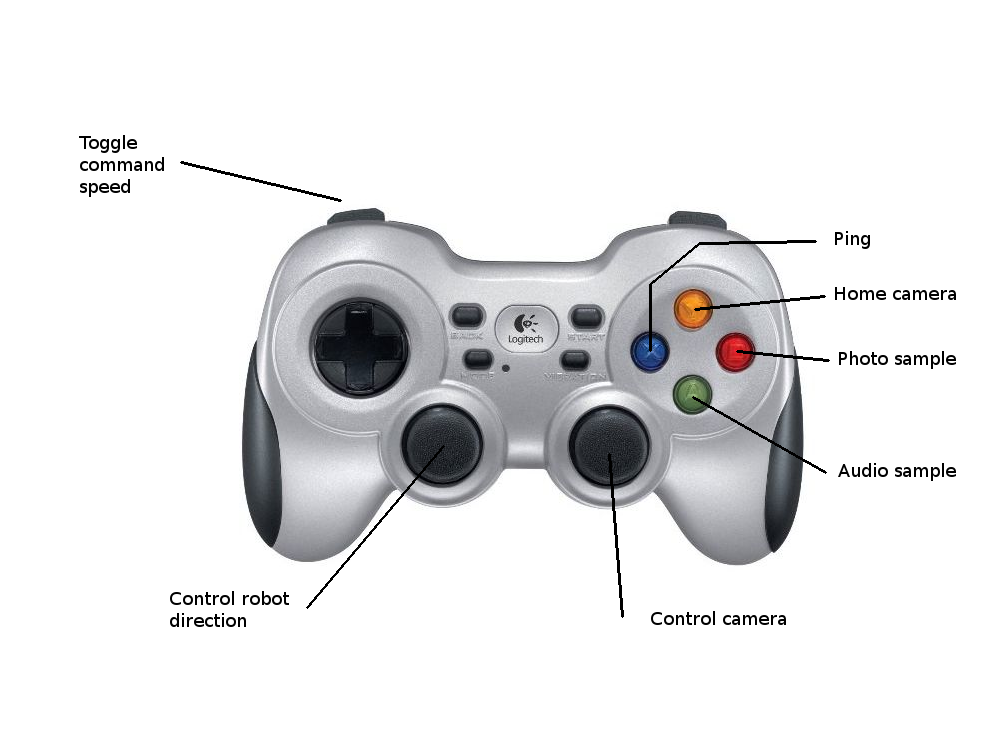 Toggle
command
speed
Ping
Home camera
Y
BACK
Logitech
START
X
B
Photo sample
MODE
VIBRATION
A
Audio sample
Control robot
direction
Control camera